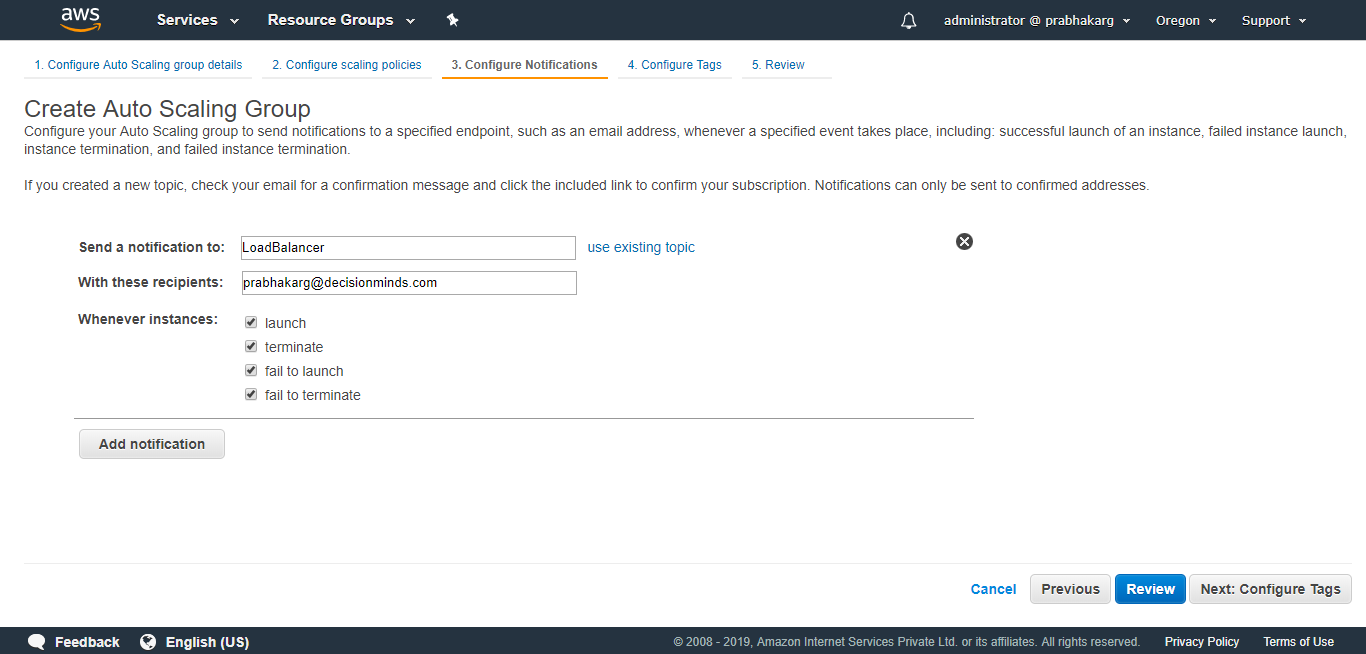 aws Services Resource Groups administrator @ prabhakarg Oregon Support
1. Configure Auto Scaling group details 2. Configure scaling policies 3. Configure Notifications 4. Configure Tags 5. Review
Create Auto Scaling Group
Configure your Auto Scaling group to send notifications to a specified endpoint, such as an email address, whenever a specified event takes place, including: successful launch of an instance, failed instance launch,
instance termination, and failed instance termination.
If you created a new topic, check your email for a confirmation message and click the included link to confirm your subscription. Notifications can only be sent to confirmed addresses.
Send a notification to: LoadBalancer use existing topic
With these recipients: prabhakarg@decisionminds.com
Whenever instances: launch
terminate
fail to launch
fail to terminate
Add notification
Cancel Previous Review Next: Configure Tags
Feedback English (US) © 2008 - 2019, Amazon Internet Services Private Ltd. or its affiliates. All rights reserved. Privacy Policy Terms of Use